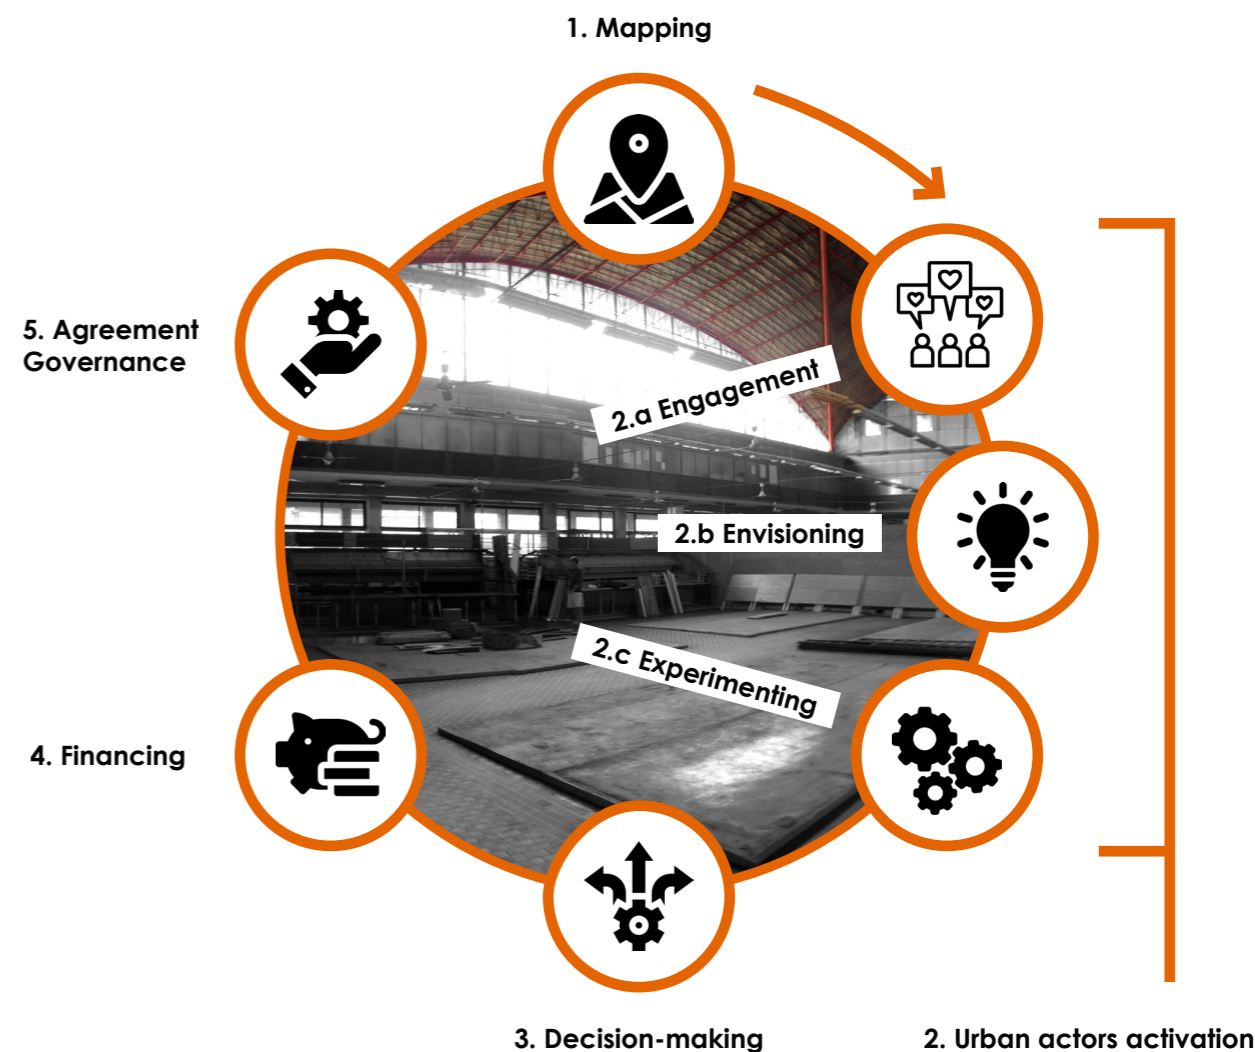 1. Mapping
2.a Engagement
2.b Envisioning
2.c Experimenting
5. Agreement
Governance
4. Financing
3. Decision-making
2. Urban actors activation